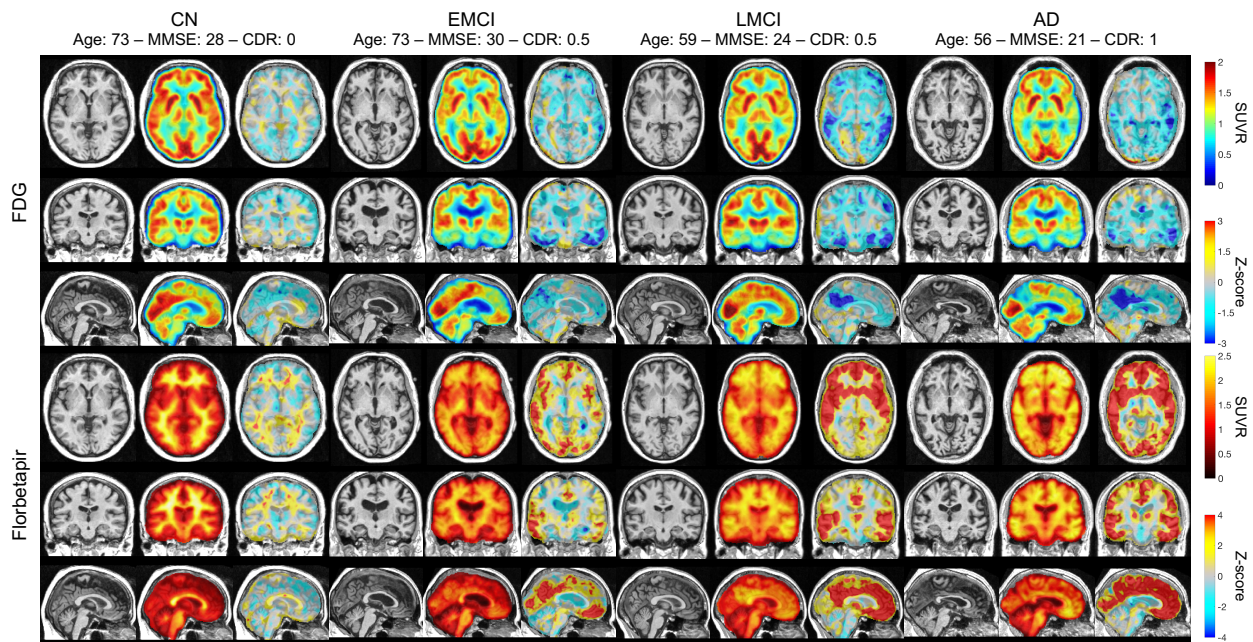 CN
Age: 73 – MMSE: 28 – CDR: 0
EMCI
Age: 73 – MMSE: 30 – CDR: 0.5
LMCI
Age: 59 – MMSE: 24 – CDR: 0.5
AD
Age: 56 – MMSE: 21 – CDR: 1
FDG
2
1.5
1
0.5
0
SUVR
3
1.5
0
-1.5
-3
Z-score
Florbetapir
2.5
2
1.5
1
0.5
0
SUVR
4
2
0
-2
-4
Z-score